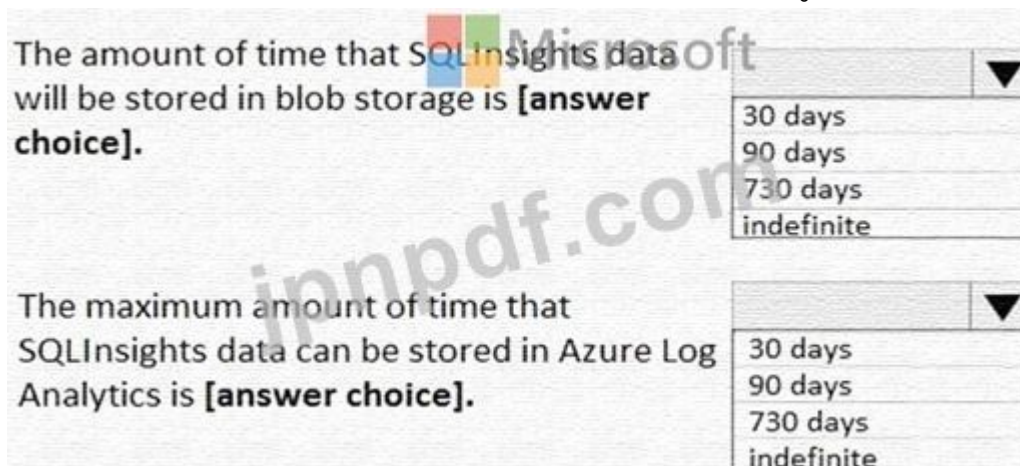 The amount of time that SQLInsights data
will be stored in blob storage is [answer
choice].
Microsoft
30 days
90 days
730 days
indefinite
jpnpdf.com
The maximum amount of time that
SQLInsights data can be stored in Azure Log
Analytics is [answer choice].
30 days
90 days
730 days
indefinite